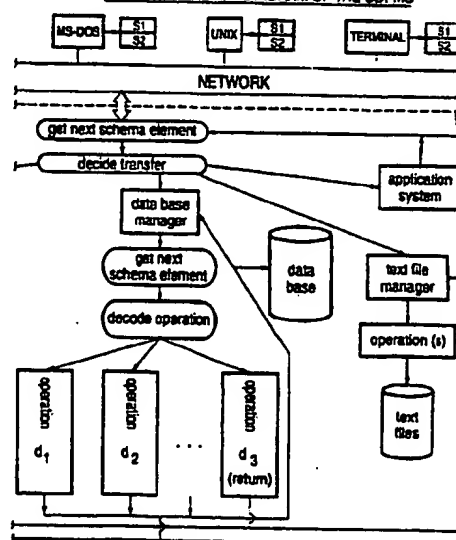 MS-DOS
S1
S2
UNIX
S1
S2
TERMINAL
S1
S2
NETWORK
get next schema element
decide transfer
application
system
data base
manager
get next
schema element
data
base
text file
manager
decode operation
operation (s)
operation
d1
operation
d2
. . .
operation
d3
(return)
text
files